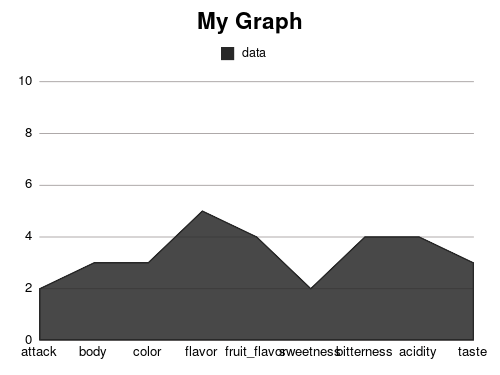 My Graph
data
10
8
6
4
2
0
attack body color flavor fruit_flavor sweetness bitterness acidity taste